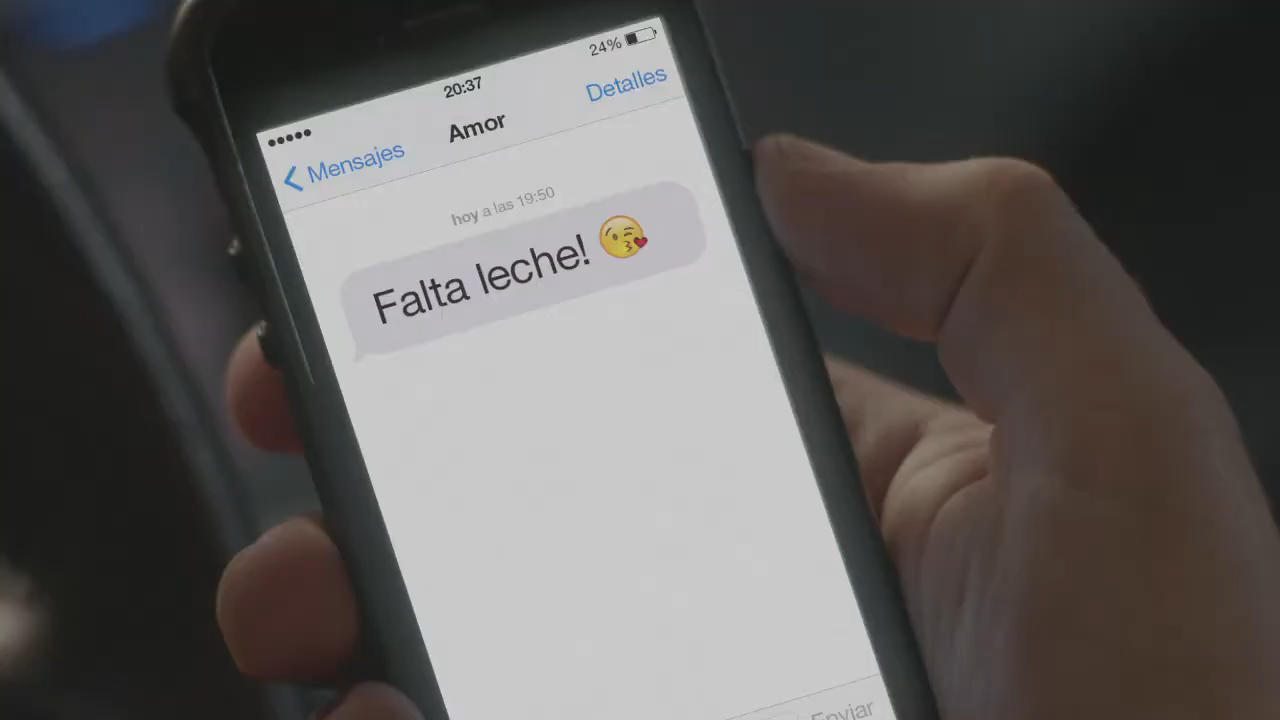 24%
20:37
Detalles
Amor
Mensajes
hoy a las 19:50
Falta leche! 😘
Enviar